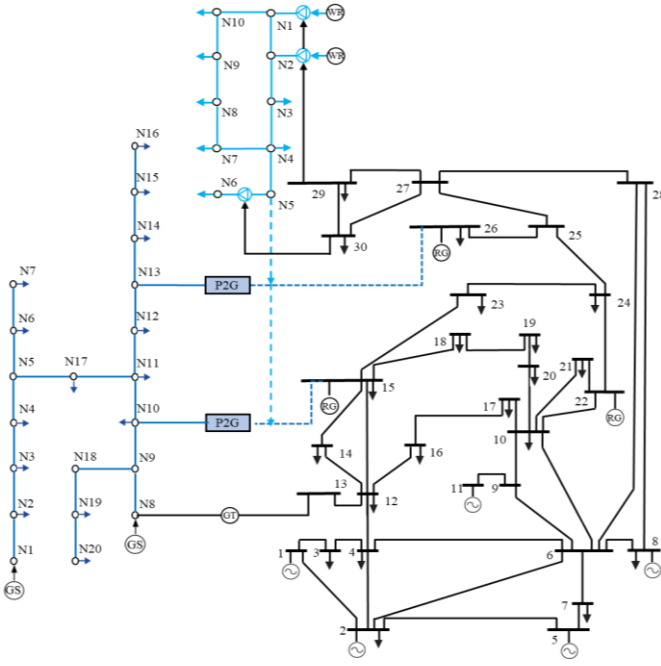 N10 N1 WR
N2 WR
N9
N8 N3
N16 N7 N4
N15 N6 N5 29 27 28
N14 30 26 25
RG
N7 N13 P2G 23 24
N6 N12 18 19
N5 N17 N11 15 20 21
RG 22 RG
N4 N10 P2G 17 10
N3 N18 N9 14 16
13 12 11 9
N2 N19 N8 GT
N1 N20 GS 1 3 4 6 8
GS 7
2 5